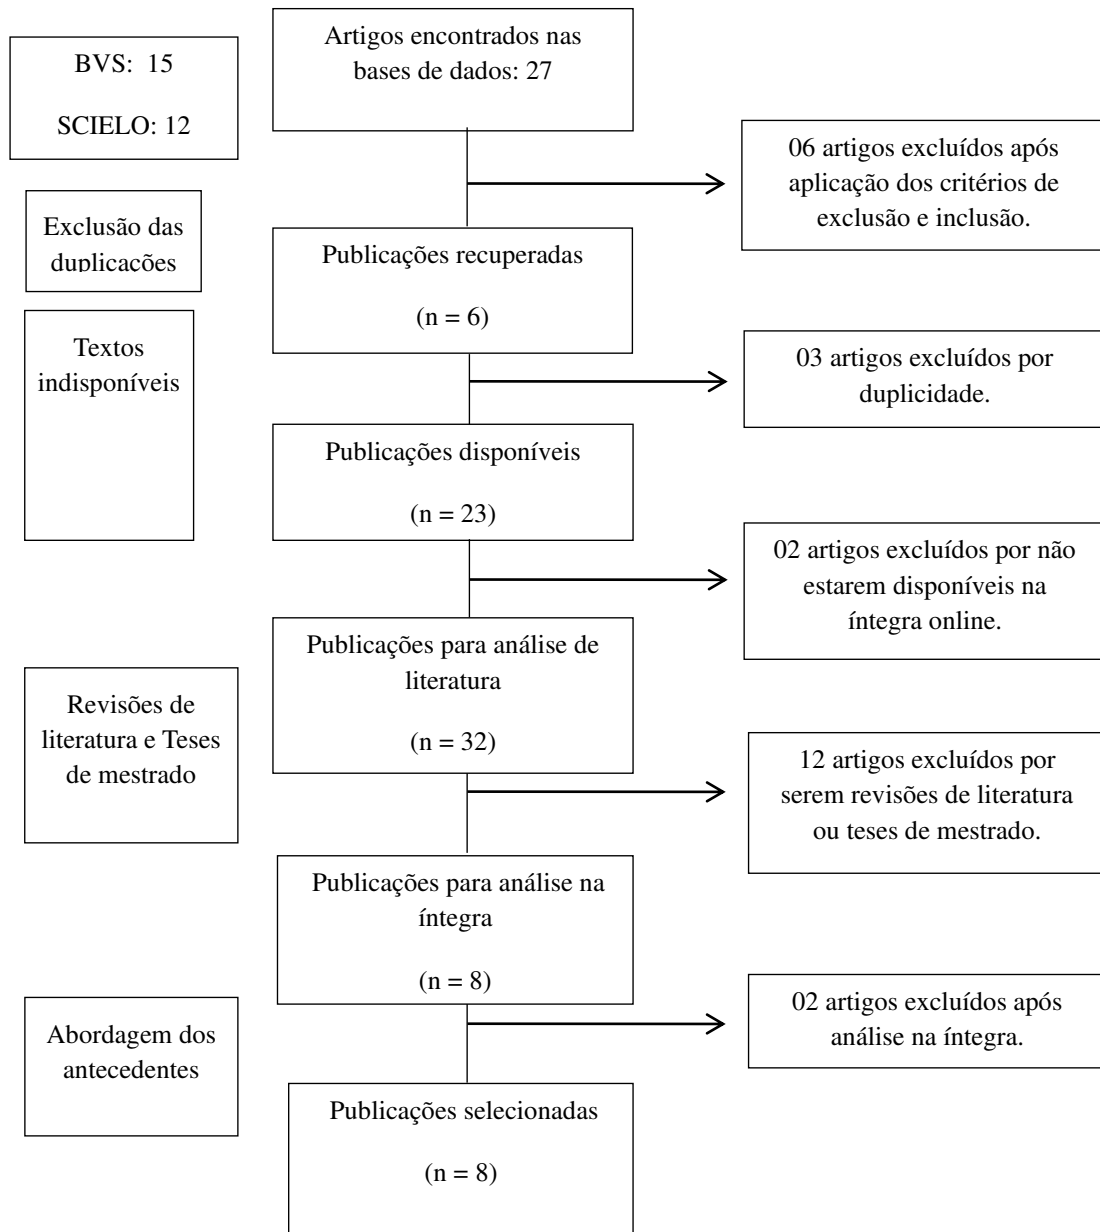 BVS: 15
SCIELO: 12
Artigos encontrados nas
bases de dados: 27
06 artigos excluídos após
aplicação dos critérios de
exclusão e inclusão.
Exclusão das
duplicações
Publicações recuperadas
(n = 6)
Textos
indisponíveis
03 artigos excluídos por
duplicidade.
Publicações disponíveis
(n = 23)
02 artigos excluídos por não
estarem disponíveis na
íntegra online.
Publicações para análise de
literatura
(n = 32)
Revisões de
literatura e Teses
de mestrado
12 artigos excluídos por
serem revisões de literatura
ou teses de mestrado.
Publicações para análise na
íntegra
(n = 8)
02 artigos excluídos após
análise na íntegra.
Abordagem dos
antecedentes
Publicações selecionadas
(n = 8)